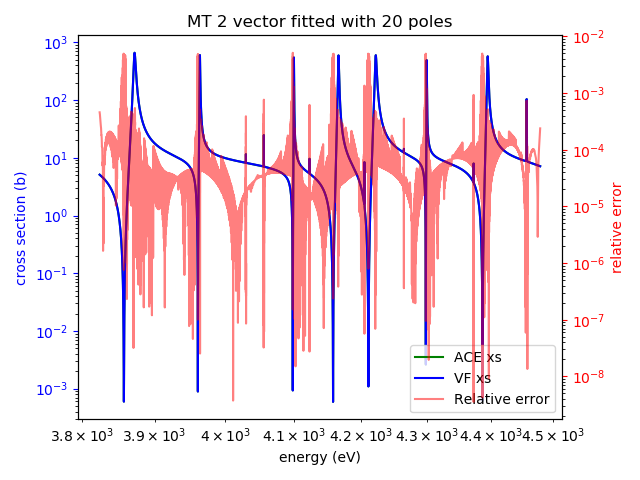 MT 2 vector fitted with 20 poles
cross section (b)
10³
10²
10¹
10⁰
10⁻¹
10⁻²
10⁻³
10⁻²
10⁻³
10⁻⁴
10⁻⁵
10⁻⁶
10⁻⁷
10⁻⁸
relative error
ACE xs
VF xs
Relative error
3.8 × 10³ 3.9 × 10³ 4 × 10³ 4.1 × 10³ 4.2 × 10³ 4.3 × 10³ 4.4 × 10³ 4.5 × 10³
energy (eV)